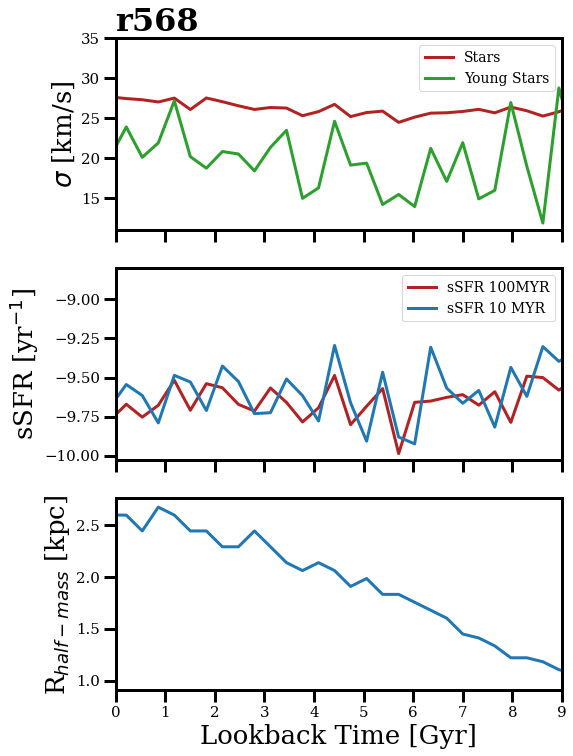 r568
35
30
25
20
15
σ [km/s]
Stars
Young Stars
−9.00
−9.25
−9.50
−9.75
−10.00
sSFR [yr⁻¹]
sSFR 100MYR
sSFR 10 MYR
2.5
2.0
1.5
1.0
R_half−mass [kpc]
0 1 2 3 4 5 6 7 8 9
Lookback Time [Gyr]